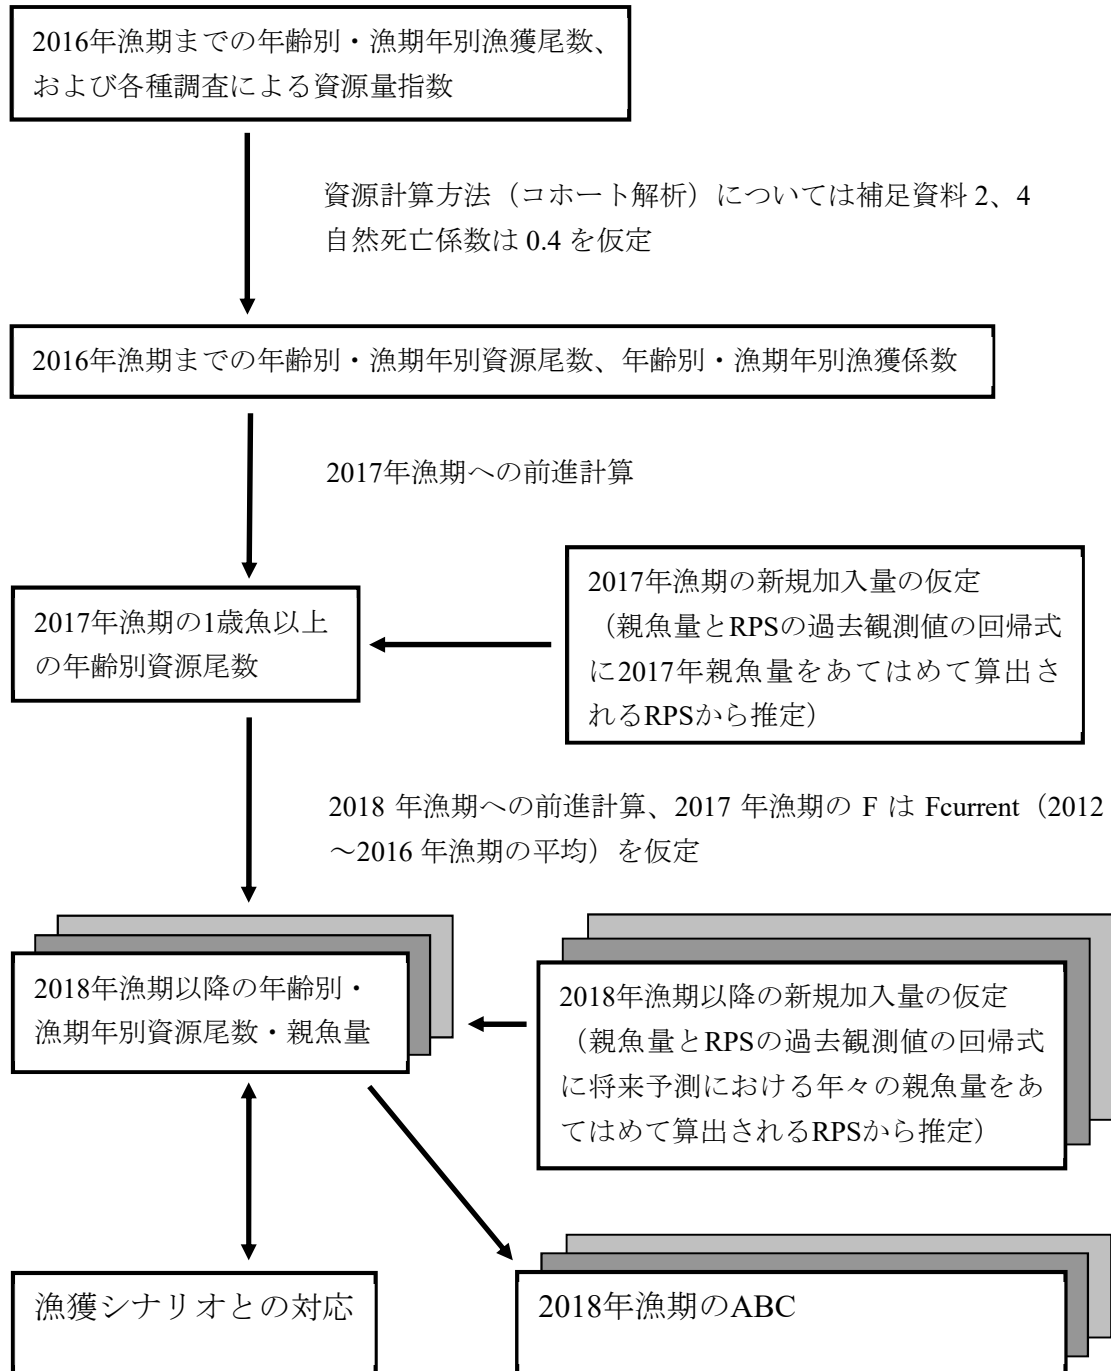 2016年漁期までの年齢別・漁期年別漁獲尾数、
および各種調査による資源量指数
資源計算方法（コホート解析）については補足資料 2、4
自然死亡係数は 0.4 を仮定
2016年漁期までの年齢別・漁期年別資源尾数、年齢別・漁期年別漁獲係数
2017年漁期への前進計算
2017年漁期の1歳魚以上
の年齢別資源尾数
2017年漁期の新規加入量の仮定
（親魚量とRPSの過去観測値の回帰式
に2017年親魚量をあてはめて算出さ
れるRPSから推定）
2018 年漁期への前進計算、2017 年漁期の F は Fcurrent（2012
～2016 年漁期の平均）を仮定
2018年漁期以降の年齢別・
漁期年別資源尾数・親魚量
2018年漁期以降の新規加入量の仮定
（親魚量とRPSの過去観測値の回帰式
に将来予測における年々の親魚量をあ
てはめて算出されるRPSから推定）
漁獲シナリオとの対応
2018年漁期のABC